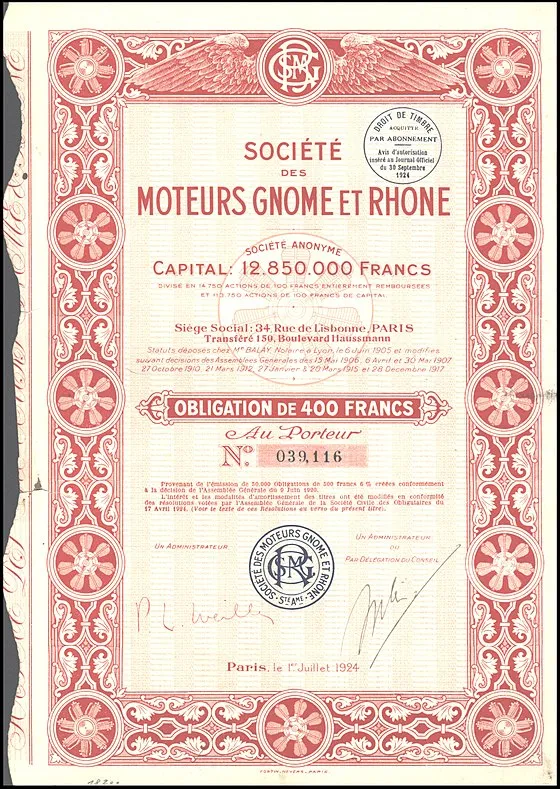 DROIT DE TIMBRE
ACQUITTÉ
PAR ABONNEMENT
Avis d'autorisation
inséré au Journal Officiel
du 30 Septembre
1924
SOCIÉTÉ
DES
MOTEURS GNOME ET RHONE
SOCIÉTÉ ANONYME
CAPITAL: 12.850.000 FRANCS
DIVISÉ EN 14.750 ACTIONS DE 100 FRANCS ENTIÈREMENT REMBOURSÉES
ET 113.750 ACTIONS DE 100 FRANCS DE CAPITAL
Siège Social: 34, Rue de Lisbonne, PARIS
Transféré 150, Boulevard Haussmann
Statuts déposés chez Me BALAY, Notaire à Lyon, le 6 Juin 1905 et modifiés
suivant décisions des Assemblées Générales des 15 Mai 1906, 6 Avril et 30 Mai 1907
27 Octobre 1910, 21 Mars 1912, 27 Janvier & 20 Mars 1915 et 28 Décembre 1917.
OBLIGATION DE 400 FRANCS
Au Porteur
No. 039,116
Provenant de l'émission de 50.000 Obligations de 500 francs 6% créées conformément
à la décision de l'Assemblée Générale du 9 Juin 1920.
L'intérêt et les modalités d'amortissement des titres ont été modifiés en conformité
des résolutions votées par l'Assemblée Générale de la Société Civile des Obligataires du
17 Avril 1924. (Voir le texte de ces Résolutions au verso du présent titre).
UN ADMINISTRATEUR
UN ADMINISTRATEUR
OU
PAR DÉLÉGATION DU CONSEIL
SOCIÉTÉ DES MOTEURS GNOME ET RHÔNE
STE AME
P. L. Weiller
Paris, le 1er Juillet 1924